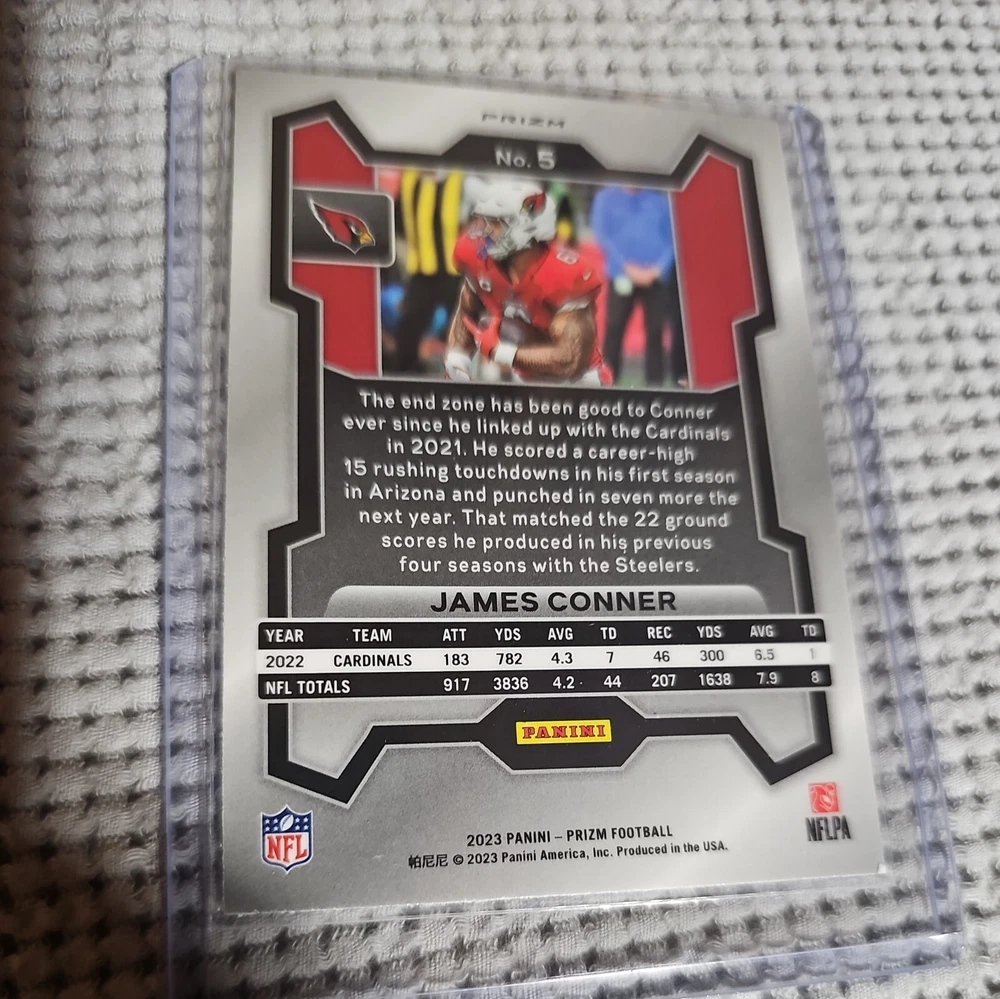 PRIZM
No. 5
The end zone has been good to Conner
ever since he linked up with the Cardinals
in 2021. He scored a career-high
15 rushing touchdowns in his first season
in Arizona and punched in seven more the
next year. That matched the 22 ground
scores he produced in his previous
four seasons with the Steelers.
JAMES CONNER
YEAR TEAM ATT YDS AVG TD REC YDS AVG TD
2022 CARDINALS 183 782 4.3 7 46 300 6.5 1
NFL TOTALS 917 3836 4.2 44 207 1638 7.9 8
PANINI
NFL
NFLPA
2023 PANINI – PRIZM FOOTBALL
帕尼尼 © 2023 Panini America, Inc. Produced in the USA.